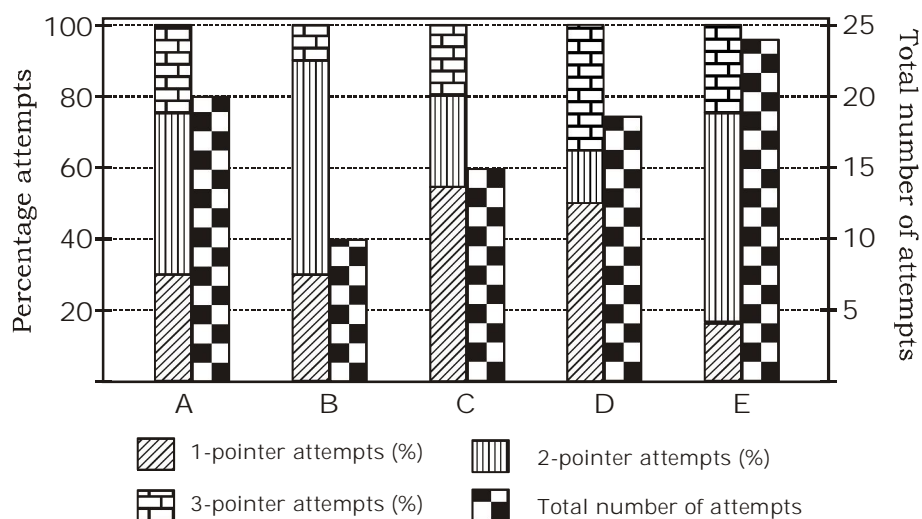 Percentage attempts
100
80
60
40
20
25
20
15
10
5
Total number of attempts
A B C D E
1-pointer attempts (%)
2-pointer attempts (%)
3-pointer attempts (%)
Total number of attempts